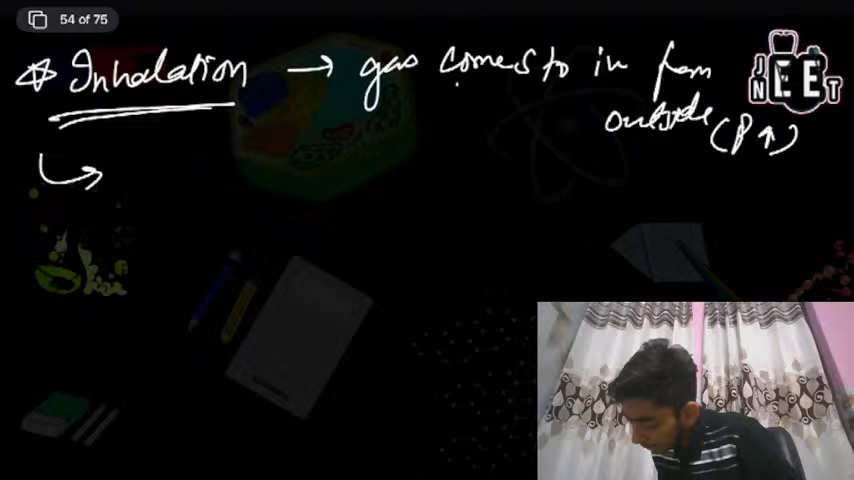 54 of 75
* Inhalation → gas comes to in from
outside (P↑)
↳
J
NEET